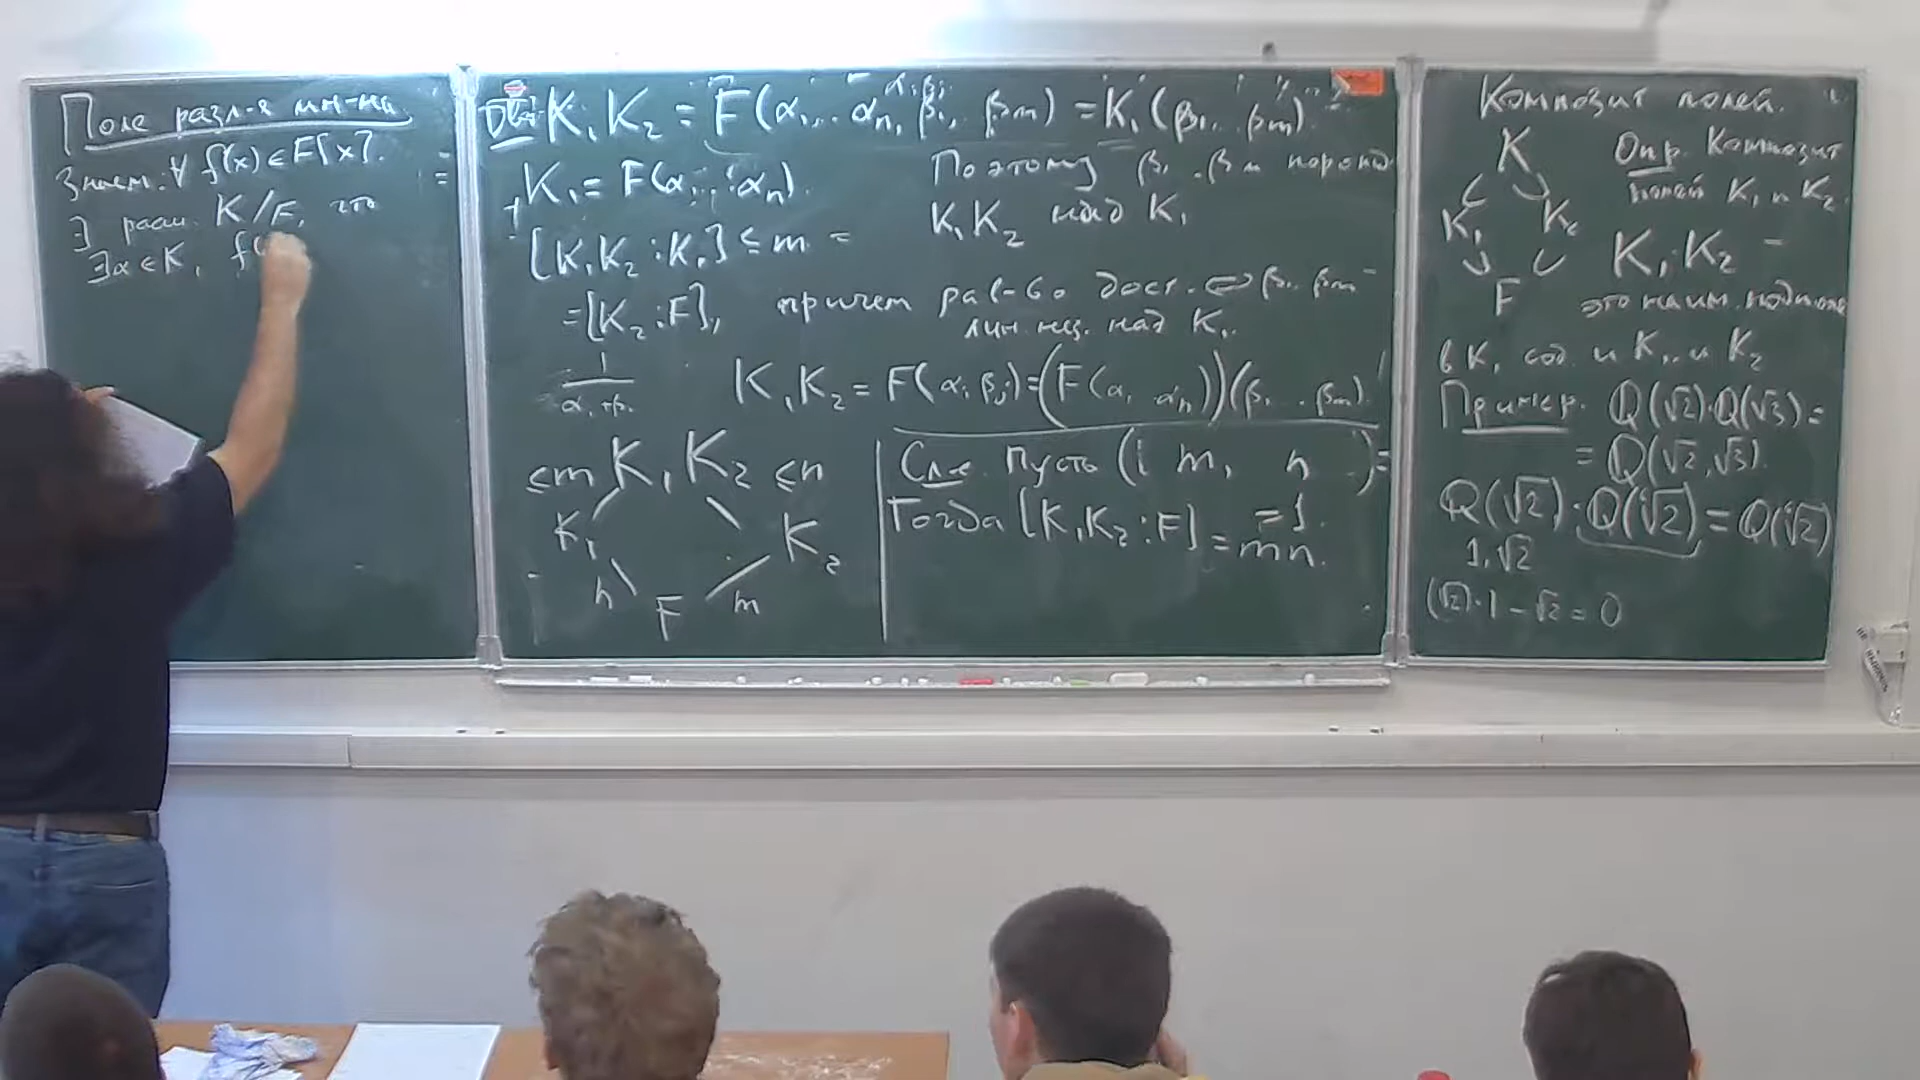 Поле разл-я мн-на.
Знаем: ∀ f(x) ∈ F[x].
∃ расш. K/F, что
∃α ∈ K, f(
K₁K₂ = F(α₁... αₙ, β₁, βₘ) = K₁(β₁... βₘ).
αᵢβⱼ
K₁ = F(α₁... αₙ).
[K₁K₂ : K₁] ≤ m =
= [K₂ : F],
Поэтому β₁...βₘ порожд
K₁K₂ над K₁
причем рав-во дост. ⇔ β₁...βₘ -
лин. нез. над K₁.
K₁K₂ = F(αᵢ βⱼ) = (F(α₁ αₙ))(β₁...βₘ).
≤m K₁K₂ ≤n
K₁ K₂
n F m
Сл-е. Пусть ( m, n ) =
= 1.
Тогда [K₁K₂ : F] = mn.
Композит полей.
K
K₁ K₂
F
Опр. Композит
полей K₁ и K₂
K₁K₂ –
это наим. подполе
в K, сод. и K₁ и K₂
Пример. Q(√2)·Q(√3) =
= Q(√2,√3).
1,√2
(√2)·1 – √2 = 0